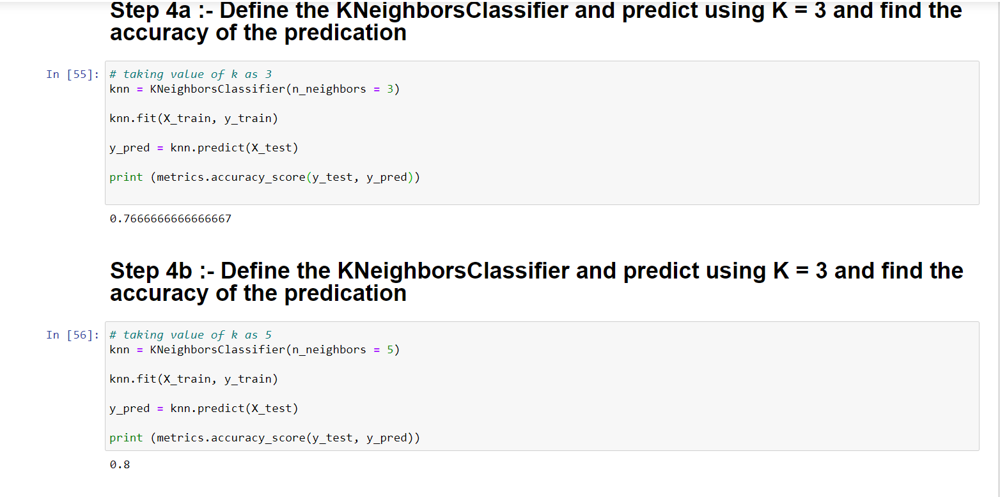 Step 4a :- Define the KNeighborsClassifier and predict using K = 3 and find the
accuracy of the predication
In [55]:
# taking value of k as 3
knn = KNeighborsClassifier(n_neighbors = 3)
knn.fit(X_train, y_train)
y_pred = knn.predict(X_test)
print (metrics.accuracy_score(y_test, y_pred))
0.7666666666666667
Step 4b :- Define the KNeighborsClassifier and predict using K = 3 and find the
accuracy of the predication
In [56]:
# taking value of k as 5
knn = KNeighborsClassifier(n_neighbors = 5)
knn.fit(X_train, y_train)
y_pred = knn.predict(X_test)
print (metrics.accuracy_score(y_test, y_pred))
0.8